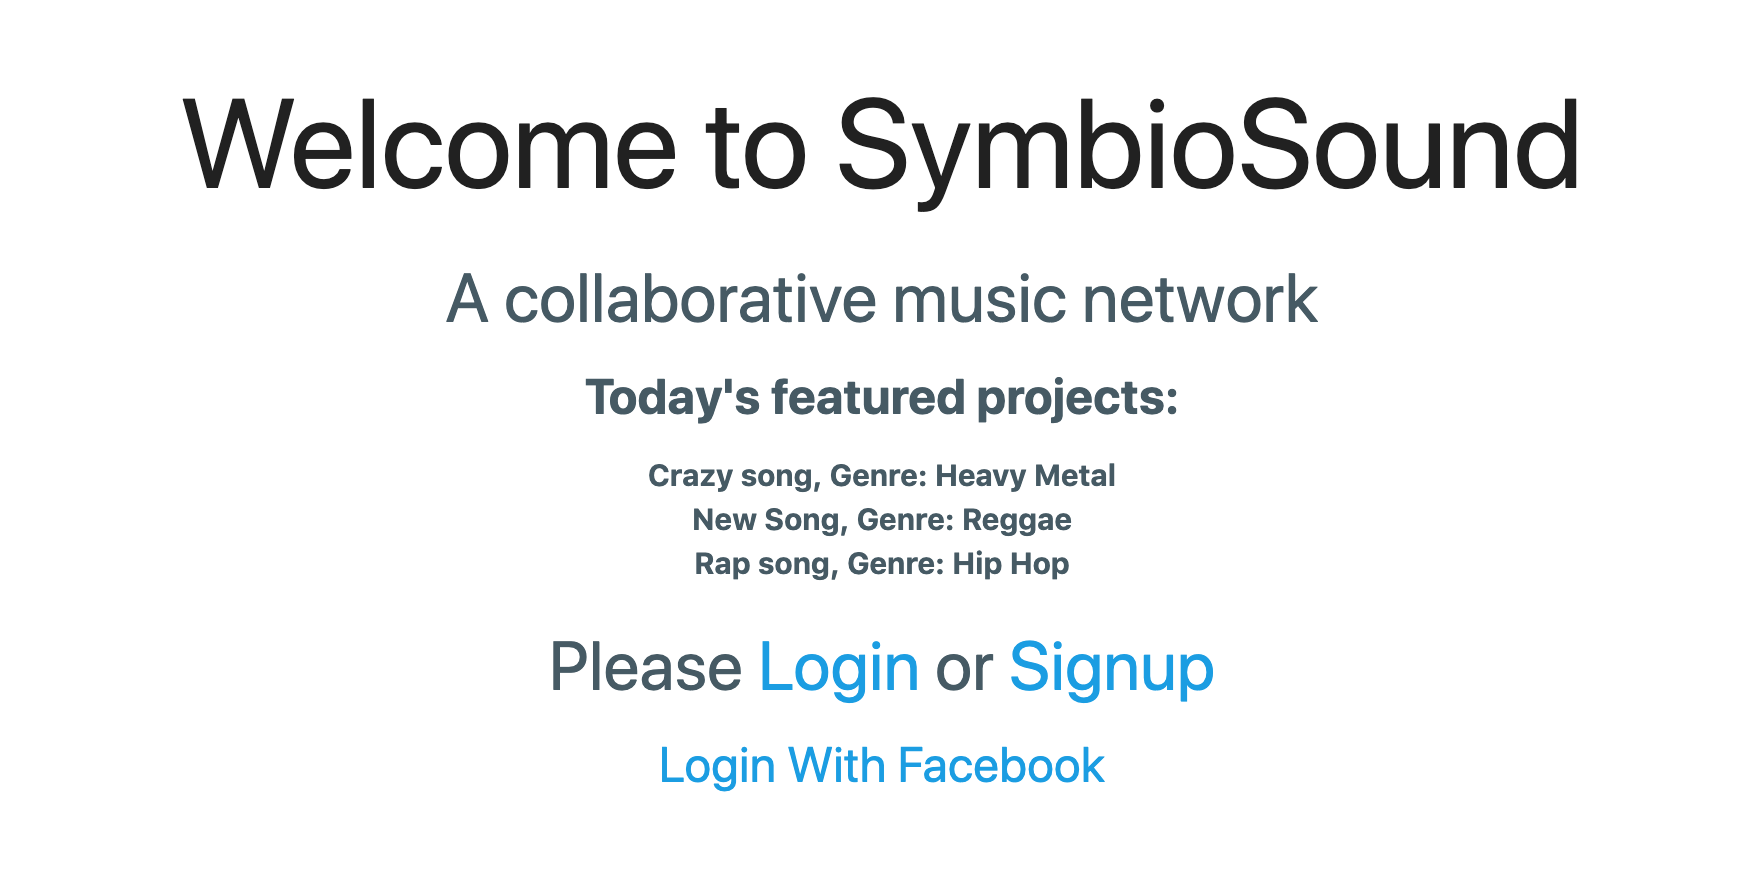 Welcome to SymbioSound
A collaborative music network
Today's featured projects:
Crazy song, Genre: Heavy Metal
New Song, Genre: Reggae
Rap song, Genre: Hip Hop
Please Login or Signup
Login With Facebook